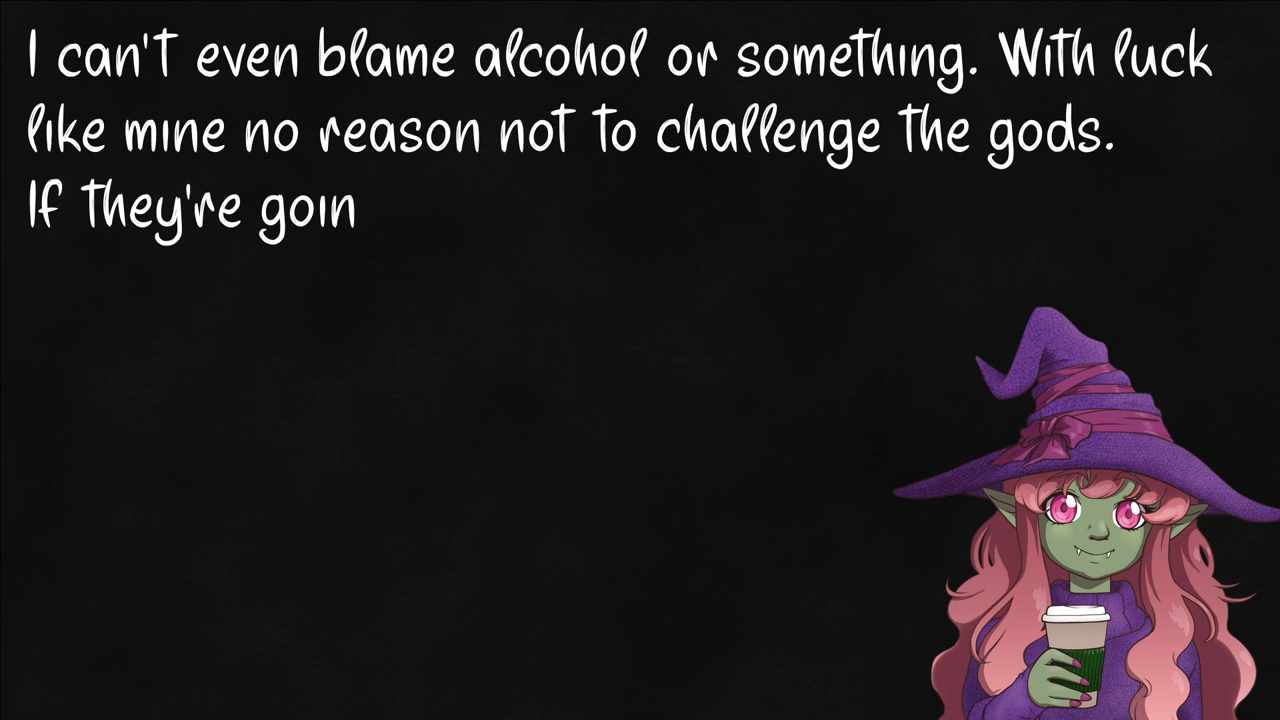 I can't even blame alcohol or something. With luck
like mine no reason not to challenge the gods.
If they're goin